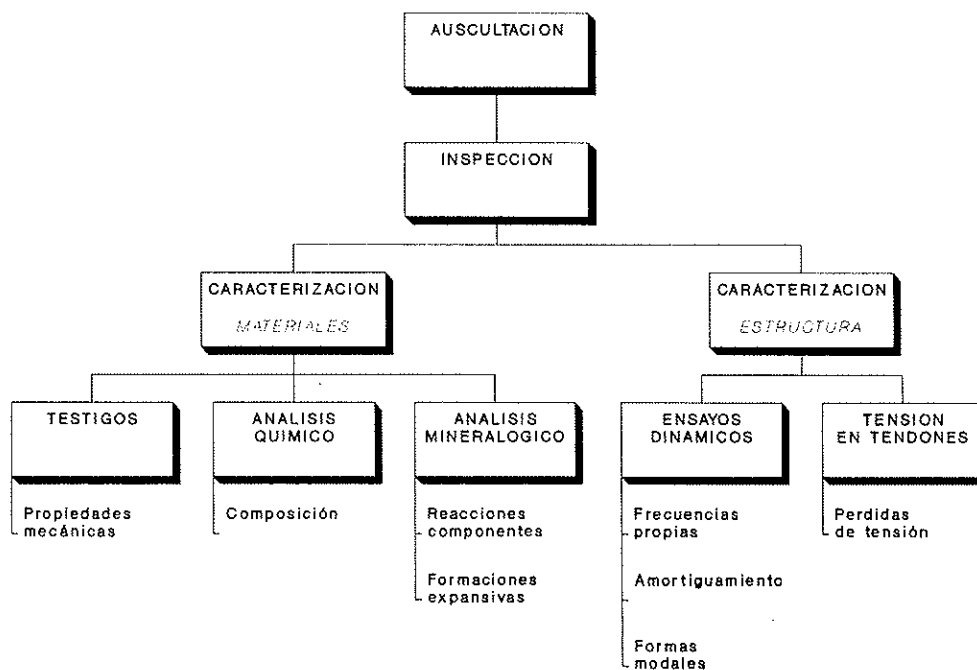 AUSCULTACION
INSPECCION
CARACTERIZACION
MATERIALES
CARACTERIZACION
ESTRUCTURA
TESTIGOS
ANALISIS
QUIMICO
ANALISIS
MINERALOGICO
ENSAYOS
DINAMICOS
TENSION
EN TENDONES
Propiedades
mecánicas
Composición
Reacciones
componentes
Formaciones
expansivas
Frecuencias
propias
Amortiguamiento
Formas
modales
Perdidas
de tensión